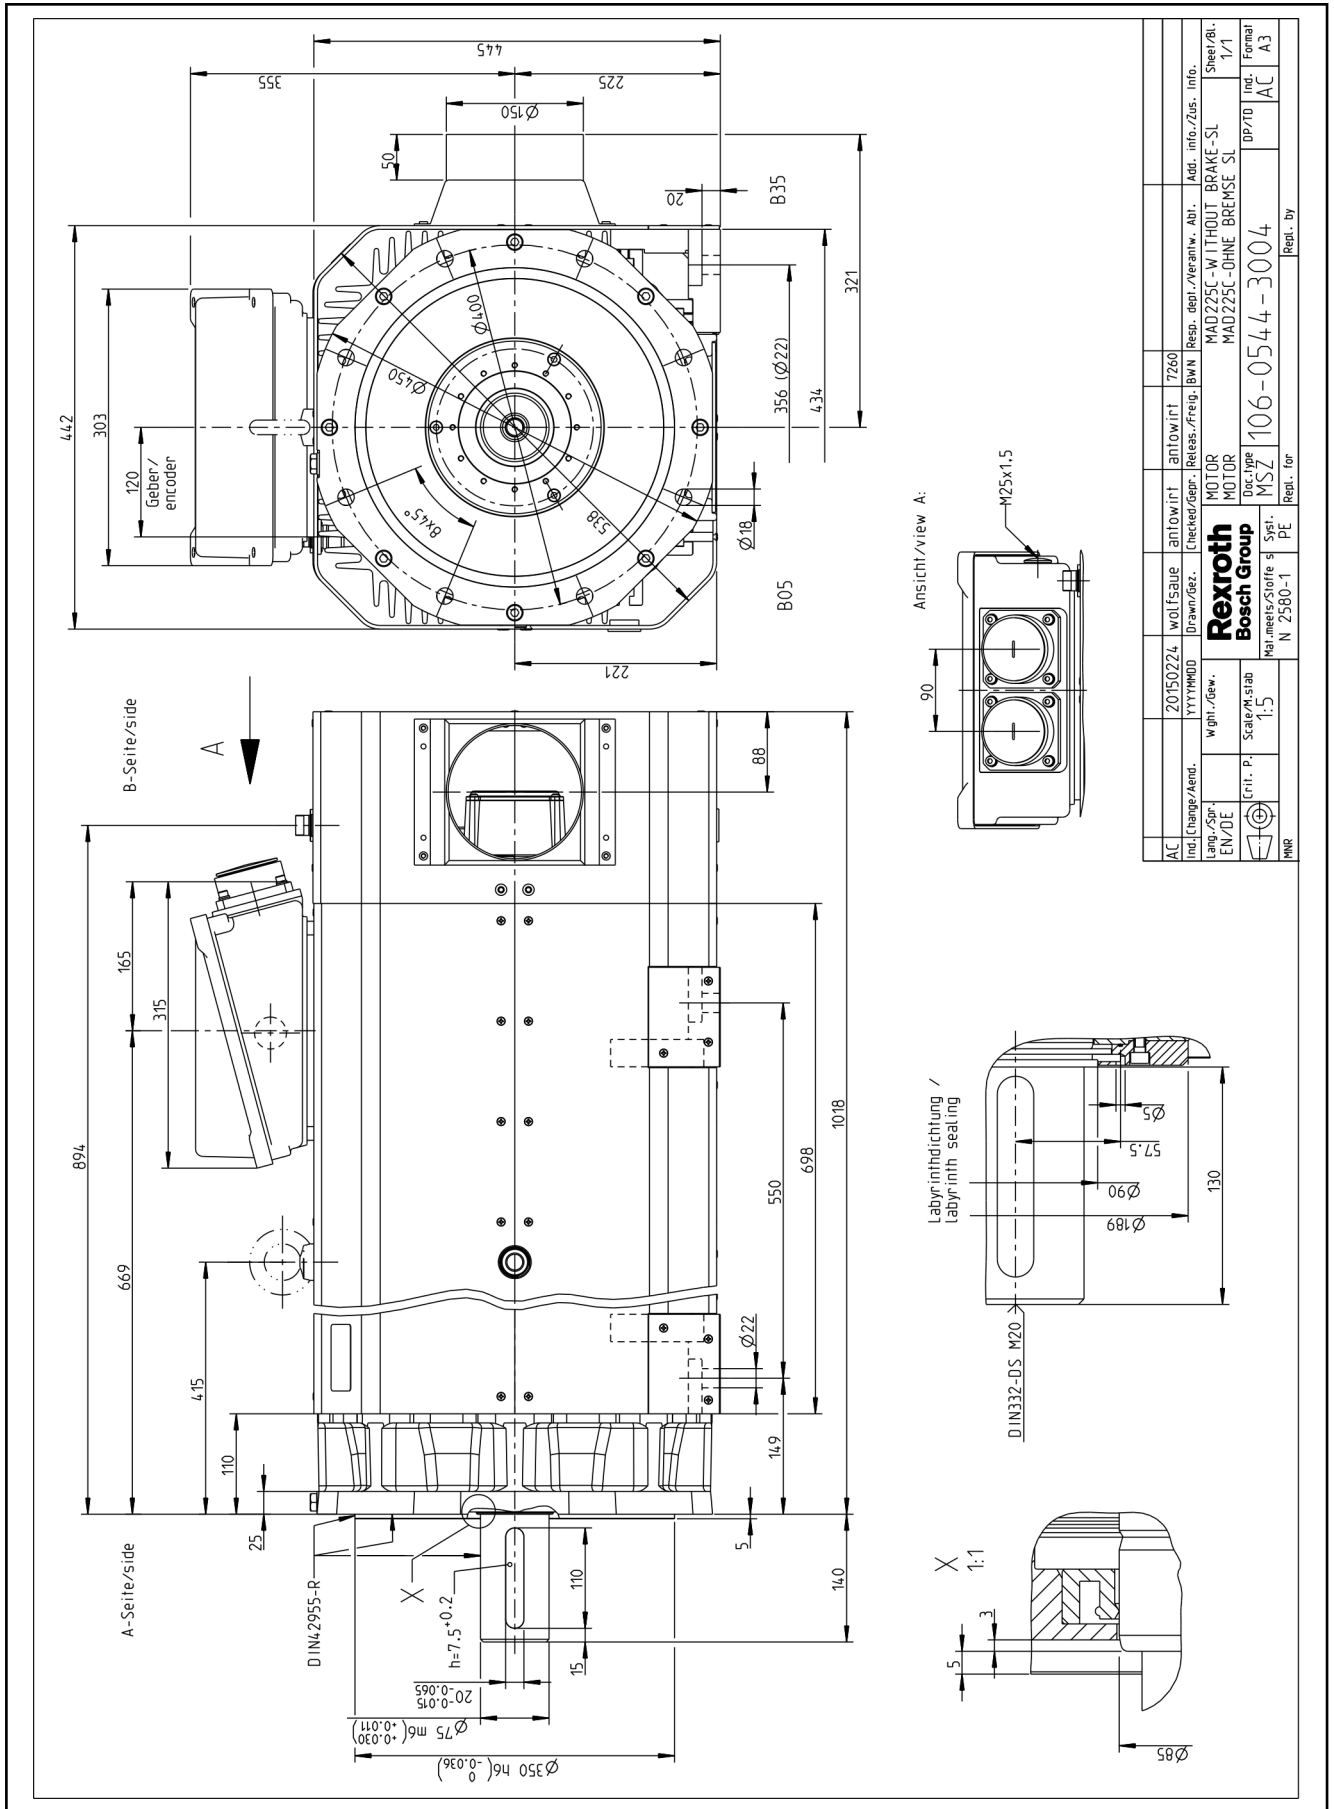 445
355
225
Ø150
50
442
303
120
Geber/
encoder
Ø400
Ø450
8x45°
538
Ø18
20
B35
356 (Ø22)
434
321
B05
221
B-Seite/side
A
88
894
165
315
669
415
110
25
698
550
1018
Ø22
149
5
140
A-Seite/side
DIN42955-R
X
h=7.5+0.2
110
15
20 -0.015
-0.065
Ø75 m6( +0.030
+0.011 )
Ø350 h6( 0
-0.036 )
Ansicht/view A:
M25x1,5
90
Labyrinthdichtung /
Labyrinth sealing
Ø5
57.5
Ø90
Ø189
130
DIN332-DS M20
X
1:1
3
5
Ø85
AC
20150224
wolfsaue
antowirt
antowirt
7260
Ind.
Change/Aend.
YYYYMMDD
Drawn/Gez.
Checked/Gepr.
Releas./Freig.
BWN
Resp. dept./Verantw. Abt.
Add. info./Zus. Info.
Lang./Spr.
EN/DE
Wght./Gew.
Rexroth
Bosch Group
MOTOR
MOTOR
MAD225C-WITHOUT BRAKE-SL
MAD225C-OHNE BREMSE SL
Sheet/Bl.
1/1
Crit. P.
Scale/M.stab
1:5
Mat.meets/Stoffe s
N 2580-1
Syst.
PE
Doc.type
MSZ
106-0544-3004
DP/TD
Ind.
AC
Format
A3
MNR
Repl. for
Repl. by